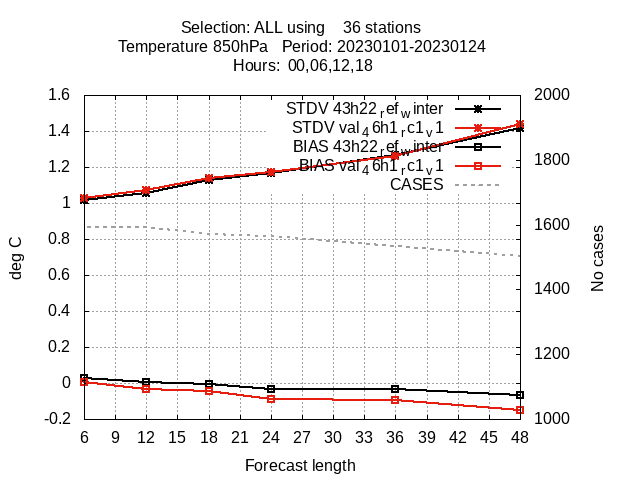 Selection: ALL using    36 stations
Temperature 850hPa   Period: 20230101-20230124
Hours:  00,06,12,18
STDV 43h22_ref_winter
STDV val_46h1_rc1_v1
BIAS 43h22_ref_winter
BIAS val_46h1_rc1_v1
CASES
1.6
1.4
1.2
1
0.8
0.6
0.4
0.2
0
-0.2
deg C
2000
1800
1600
1400
1200
1000
No cases
6 9 12 15 18 21 24 27 30 33 36 39 42 45 48
Forecast length